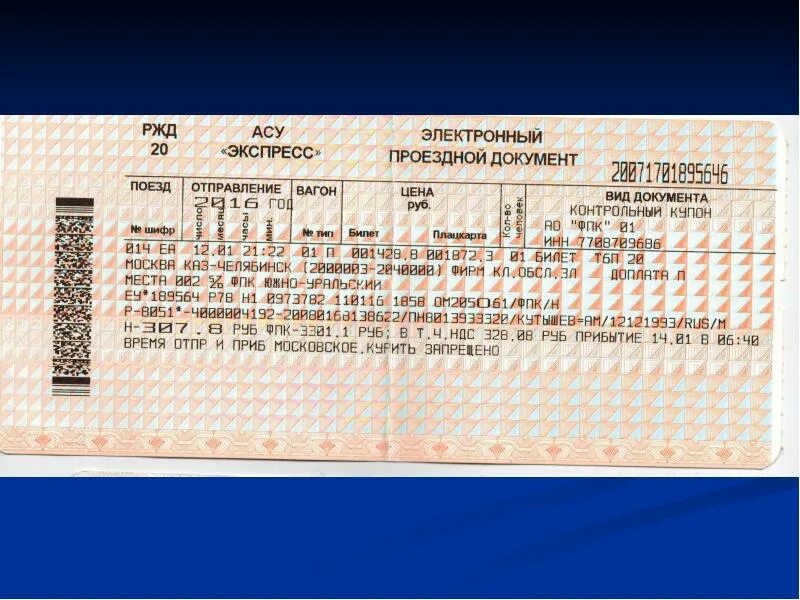 РЖД АСУ ЭЛЕКТРОННЫЙ
20 «ЭКСПРЕСС» ПРОЕЗДНОЙ ДОКУМЕНТ 20071701895646
ПОЕЗД ОТПРАВЛЕНИЕ ВАГОН ЦЕНА руб. Кол-во человек ВИД ДОКУМЕНТА
2016 ГОД КОНТРОЛЬНЫЙ КУПОН
число месяц часы мин. АО "ФПК" 01
№ шифр № тип Билет Плацкарта ИНН 7708709686
014 ЕА 12.01 21:22 01 П 001428.8 001872.3 01 БИЛЕТ ТбП 20
МОСКВА КАЗ-ЧЕЛЯБИНСК (2000003-2040000) ФИРМ КЛ.ОБСЛ.3Л ДОПЛАТА П
МЕСТА 002 ФПК ЮЖНО-УРАЛЬСКИЙ
ЕУ*189564 Р78 Н1 0973782 110116 1858 ОМ205061/ФПК/Н
Р-8051*-4000004192-20080168138622/ПН8013933320/КУТЫШЕВ=АМ/12121993/RUS/M
Н-307.8 РУБ ФПК-3301.1 РУБ; В Т.Ч.НДС 328.08 РУБ ПРИБЫТИЕ 14.01 В 06:40
ВРЕМЯ ОТПР И ПРИБ МОСКОВСКОЕ.КУРИТЬ ЗАПРЕЩЕНО